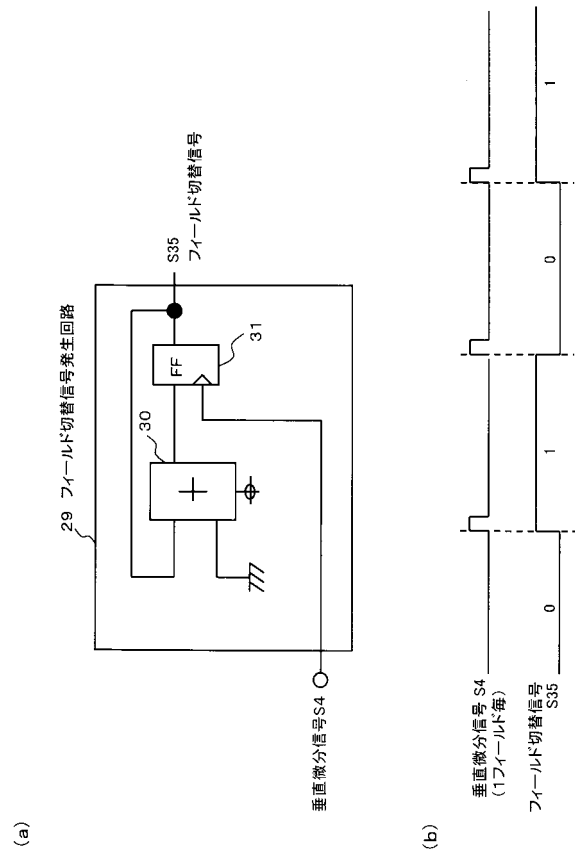 (a)
29 フィールド切替信号発生回路
30
+
FF
31
S35
フィールド切替信号
垂直微分信号S4
(b)
垂直微分信号 S4
(1フィールド毎)
フィールド切替信号
S35
0
1
0
1